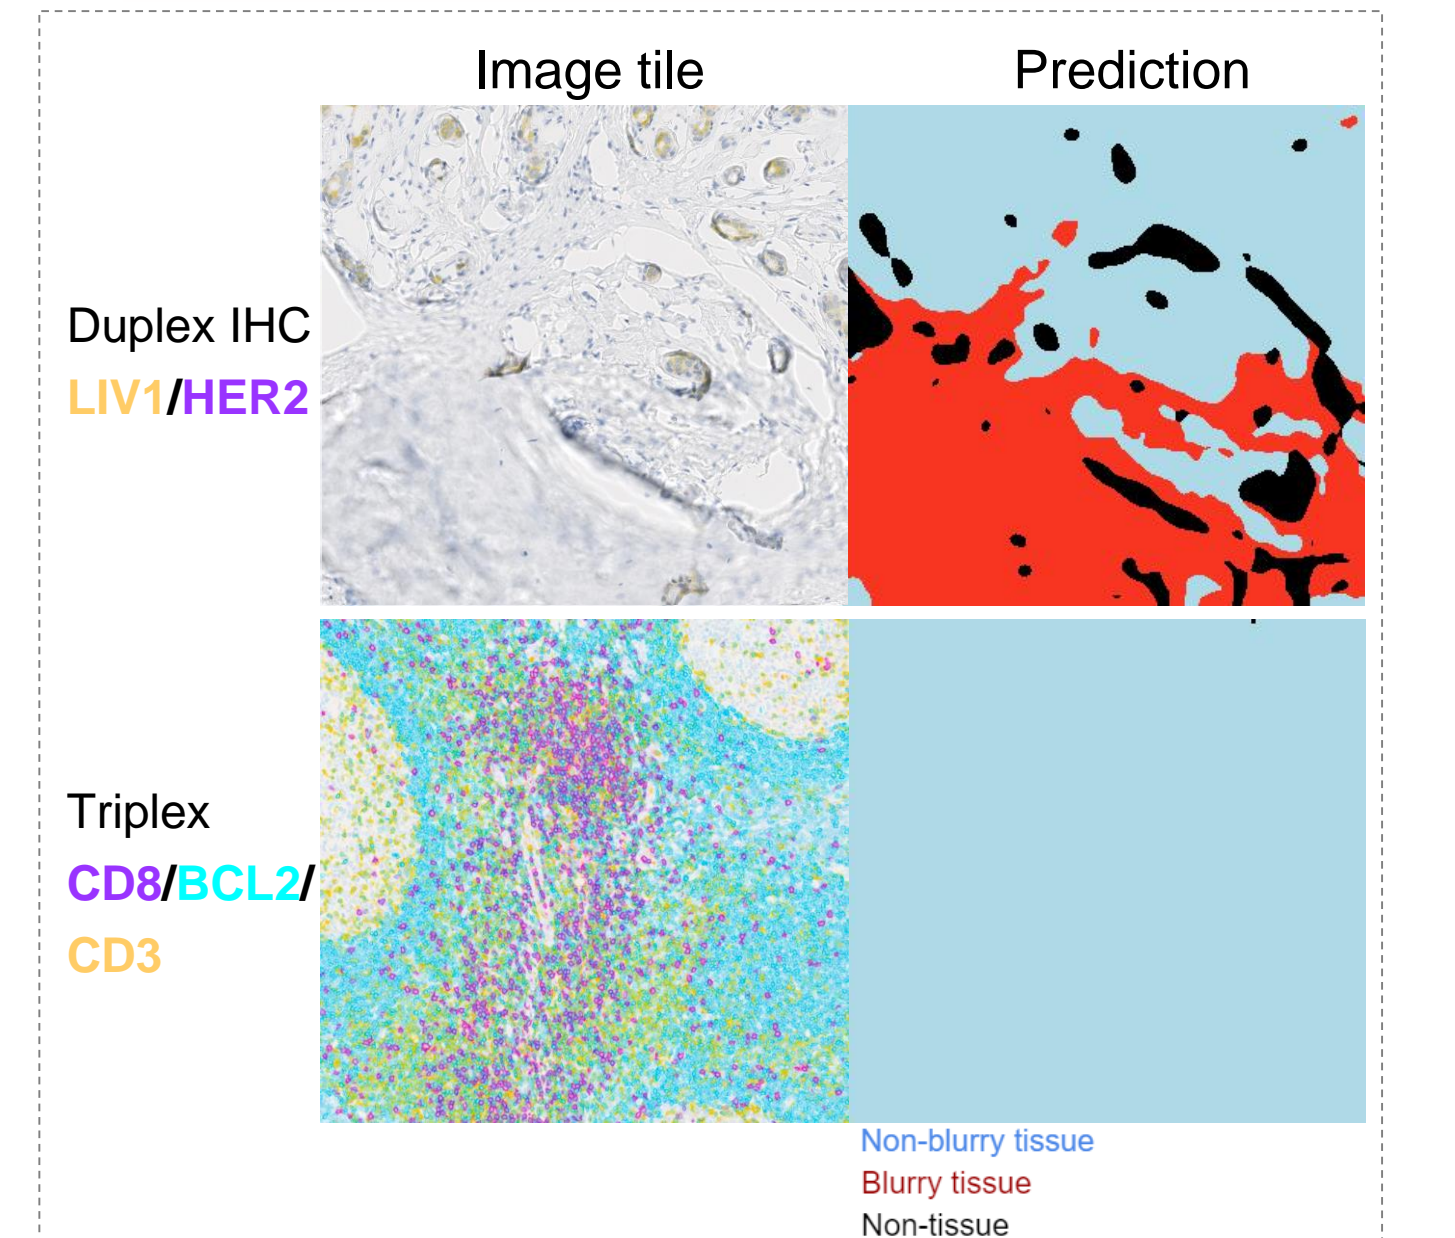 Image tile
Prediction
Duplex IHC
LIV1/HER2
Triplex
CD8/BCL2/
CD3
Non-blurry tissue
Blurry tissue
Non-tissue